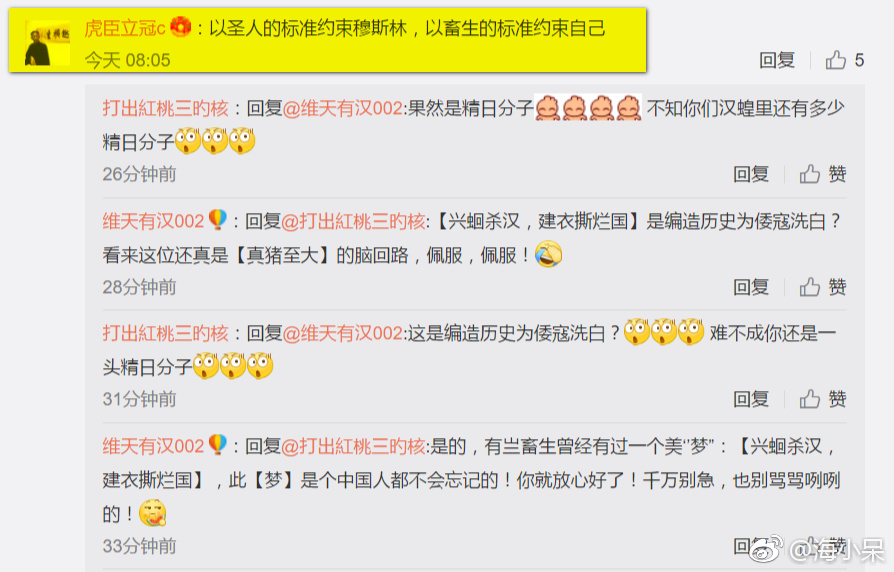 虎臣立冠c：以圣人的标准约束穆斯林，以畜生的标准约束自己
今天 08:05
回复 5
打出紅桃三旳核：回复@维天有汉002:果然是精日分子 不知你们汉蝗里还有多少
精日分子
26分钟前
回复 赞
维天有汉002：回复@打出紅桃三旳核:【兴蛔杀汉，建衣撕烂国】是编造历史为倭寇洗白？
看来这位还真是【真猪至大】的脑回路，佩服，佩服！
28分钟前
回复 赞
打出紅桃三旳核：回复@维天有汉002:这是编造历史为倭寇洗白？ 难不成你还是一
头精日分子
31分钟前
回复 赞
维天有汉002：回复@打出紅桃三旳核:是的，有亗畜生曾经有过一个美“梦”：【兴蛔杀汉，
建衣撕烂国】，此【梦】是个中国人都不会忘记的！你就放心好了！千万别急，也别骂骂咧咧
的！
33分钟前
回复 赞
@海小呆